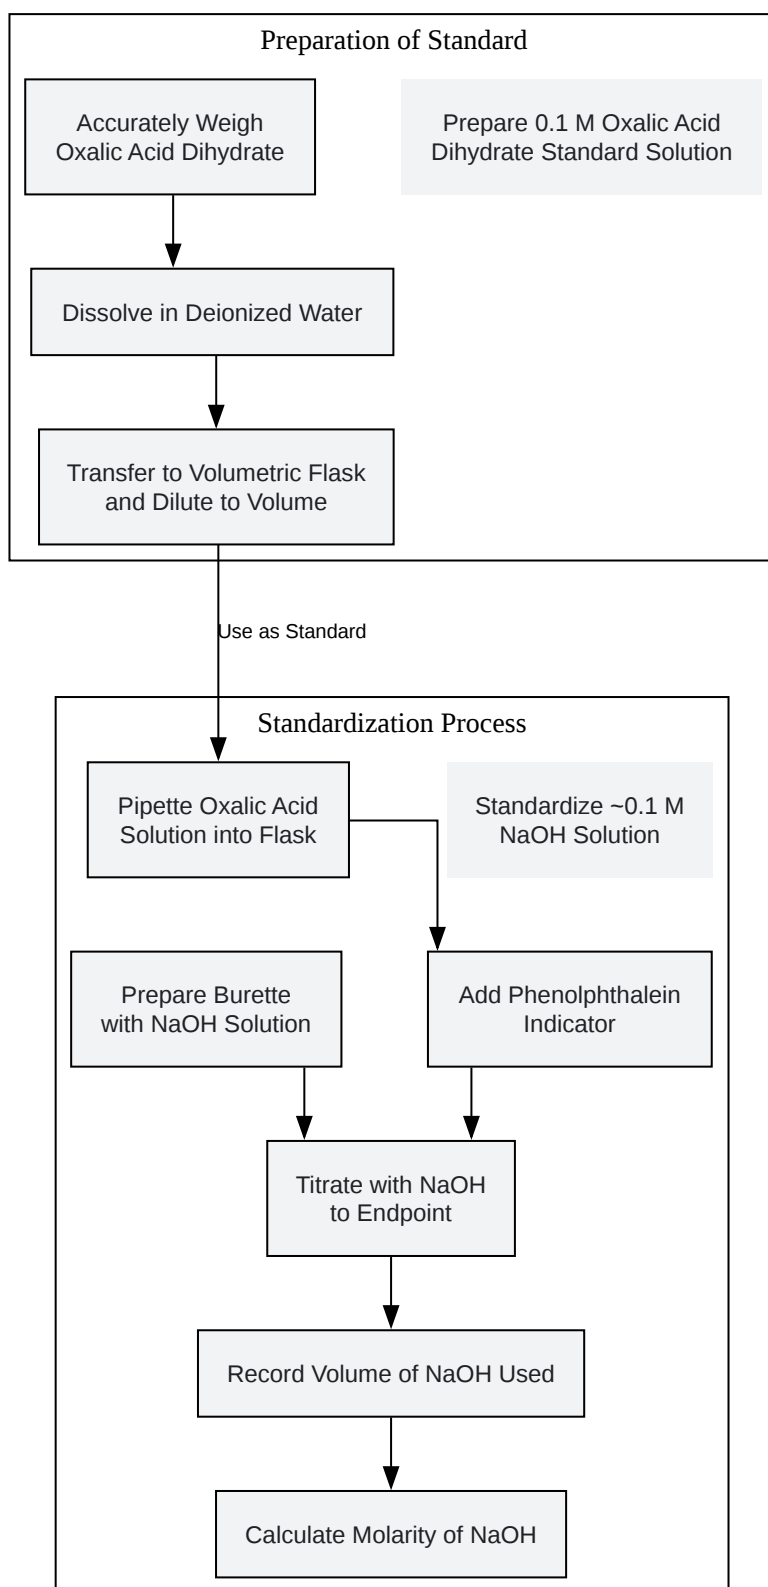 Preparation of Standard
Accurately Weigh
Oxalic Acid Dihydrate
Prepare 0.1 M Oxalic Acid
Dihydrate Standard Solution
Dissolve in Deionized Water
Transfer to Volumetric Flask
and Dilute to Volume
Use as Standard
Standardization Process
Pipette Oxalic Acid
Solution into Flask
Standardize ~0.1 M
NaOH Solution
Prepare Burette
with NaOH Solution
Add Phenolphthalein
Indicator
Titrate with NaOH
to Endpoint
Record Volume of NaOH Used
Calculate Molarity of NaOH